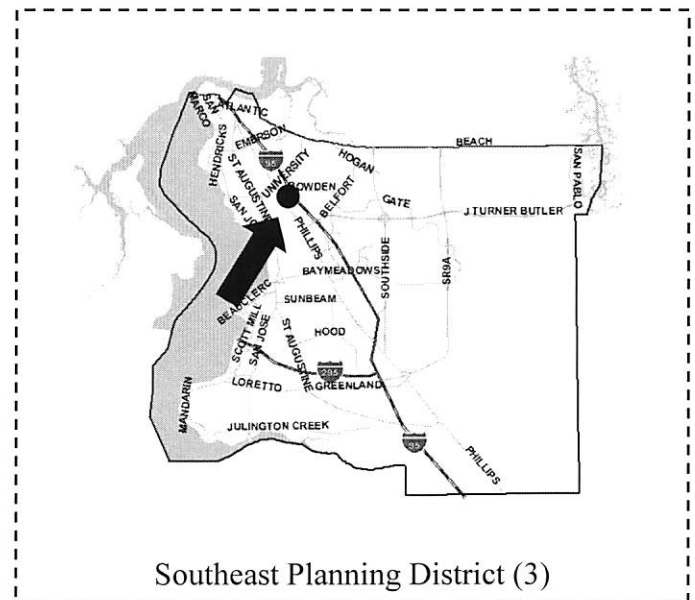 SAN
MARCO
ATLANTIC
EMERSON
BEACH
HENDRICKS
95
UNIVERSITY
HOGAN
SAN PABLO
ST AUGUSTINE
BOWDEN
BELFORT
GATE
SAN JO
J TURNER BUTLER
PHILLIPS
BAYMEADOWS
SOUTHSIDE
SR9A
BEAUCLERC
SUNBEAM
SCOTT MILL
SAN JOSE
ST AUGUSTINE
HOOD
295
LORETTO
GREENLAND
MANDARIN
JULINGTON CREEK
95
PHILLIPS
Southeast Planning District (3)